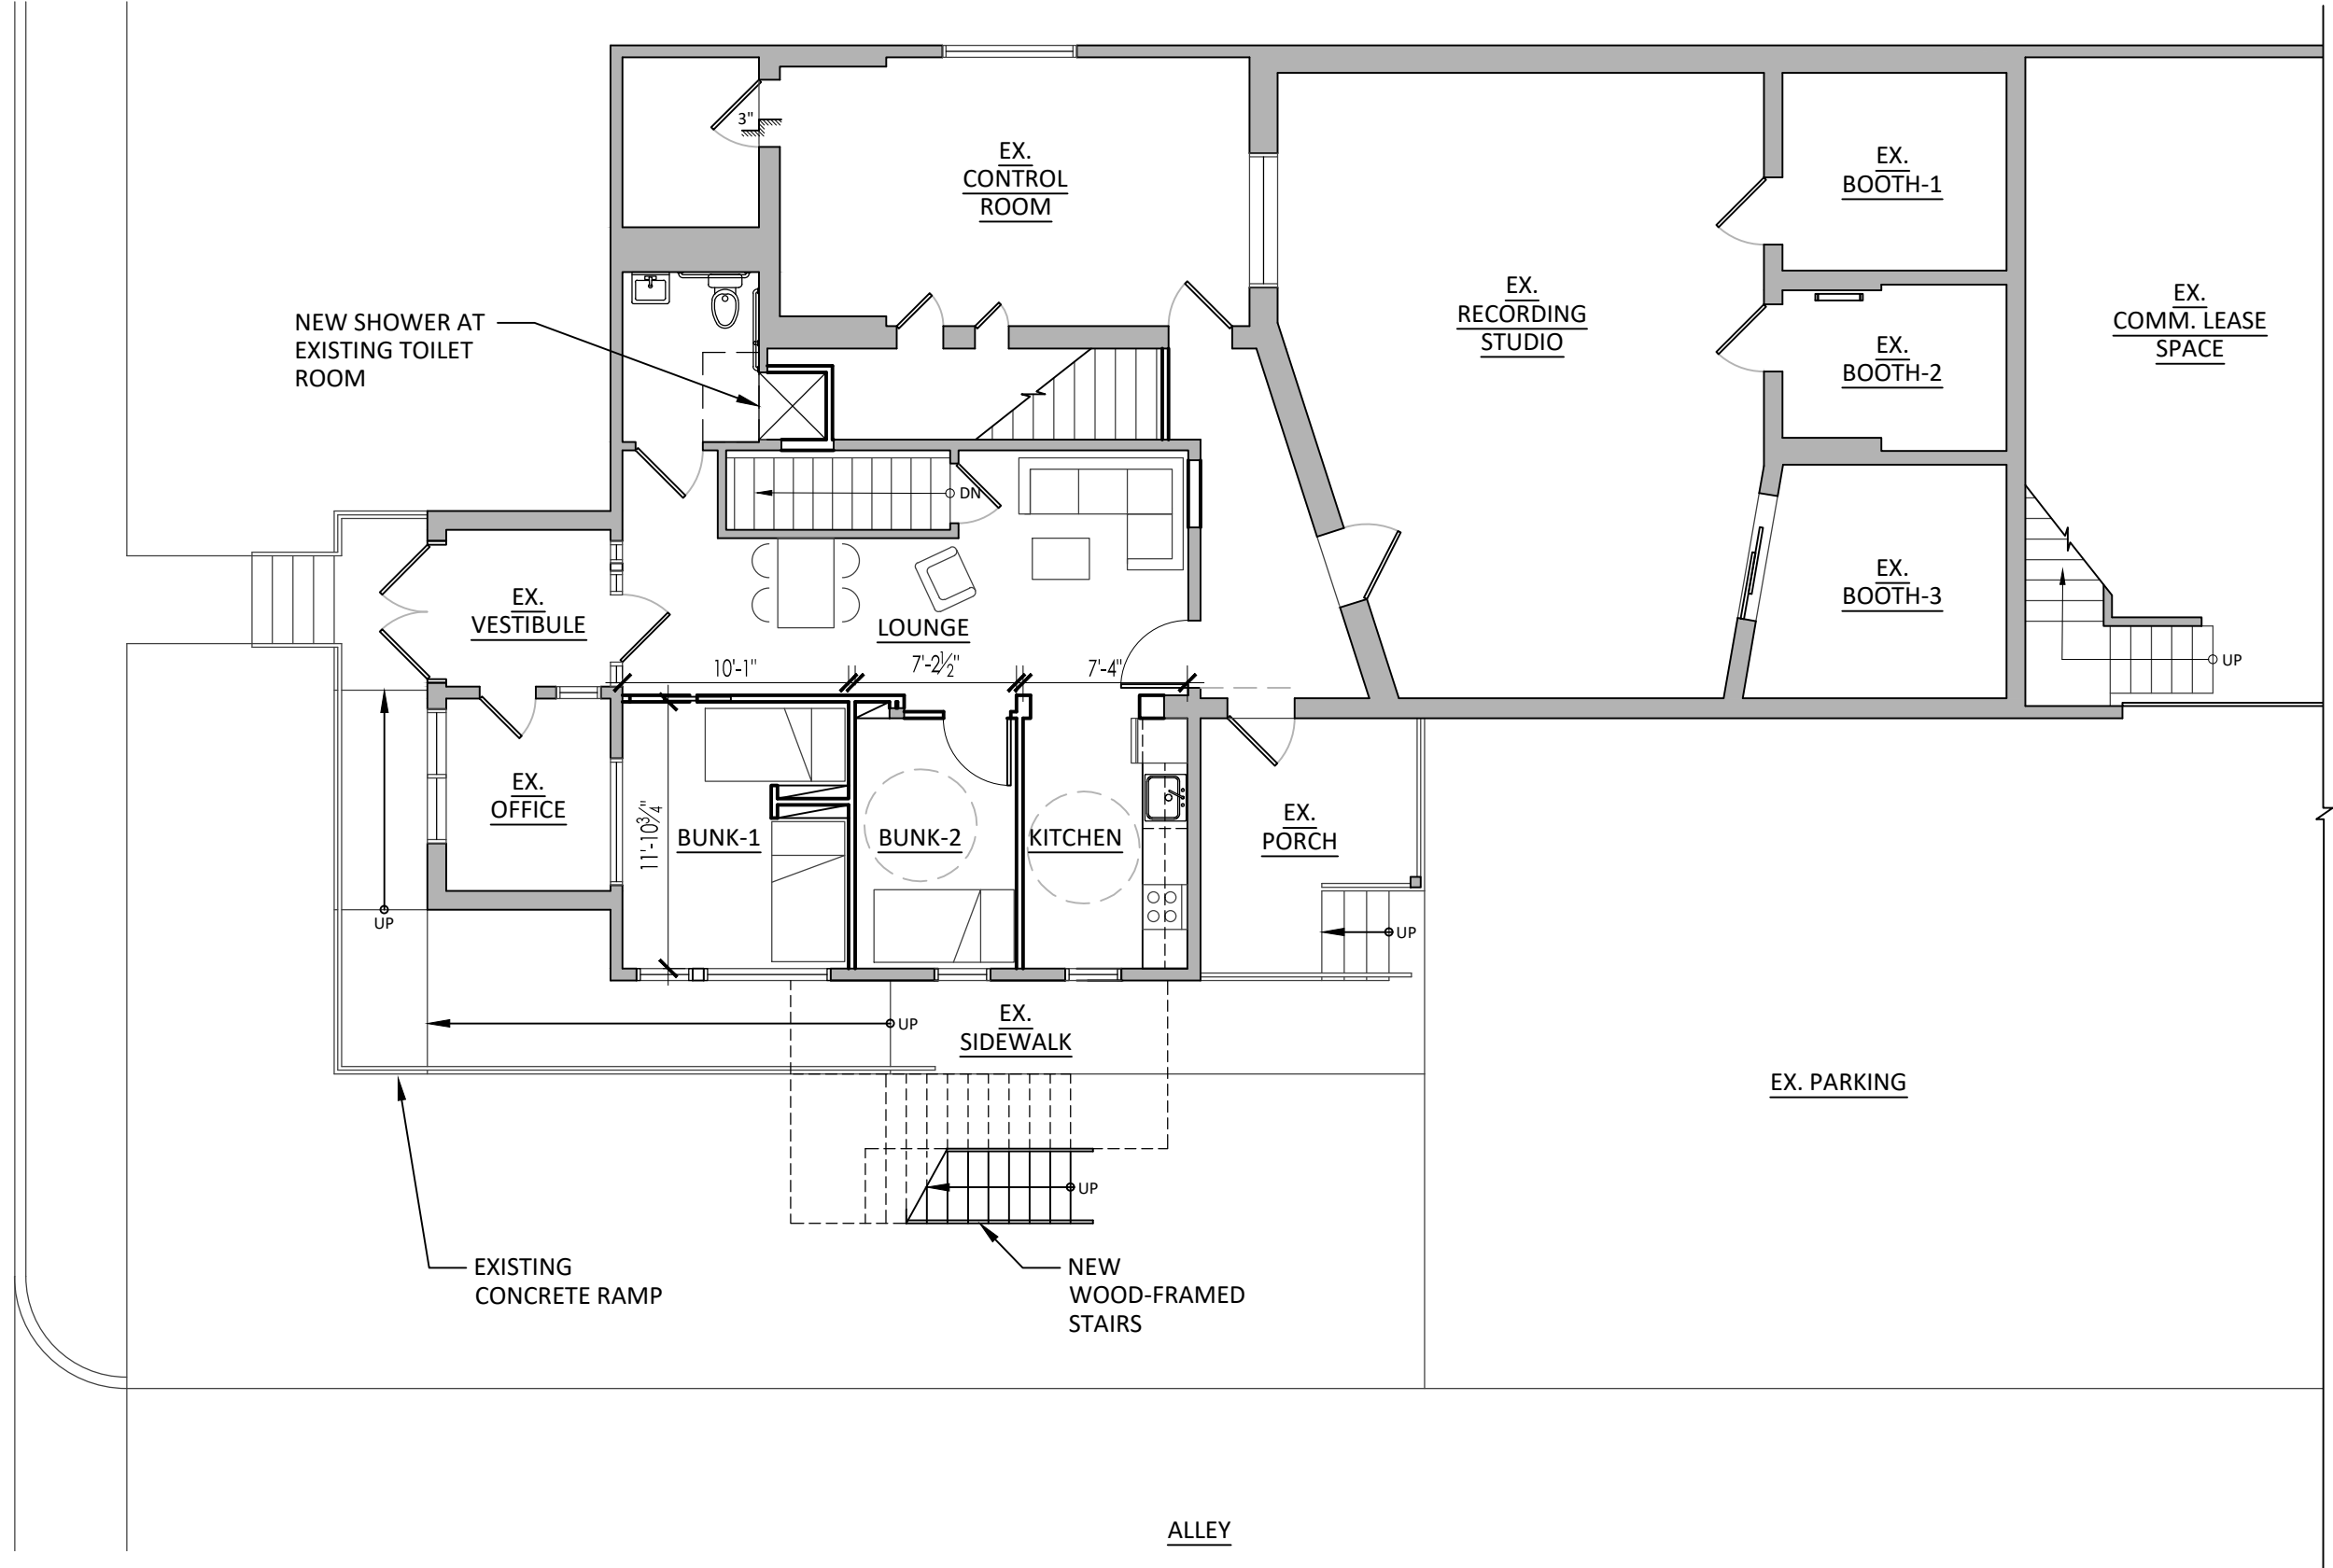 3"
EX.
CONTROL
ROOM
EX.
BOOTH-1
EX.
RECORDING
STUDIO
EX.
COMM. LEASE
SPACE
NEW SHOWER AT
EXISTING TOILET
ROOM
EX.
BOOTH-2
DN
EX.
VESTIBULE
LOUNGE
EX.
BOOTH-3
10'-1"
7'-2½"
7'-4"
UP
EX.
OFFICE
11'-10¾"
BUNK-1
BUNK-2
KITCHEN
EX.
PORCH
UP
UP
UP
EX.
SIDEWALK
EX. PARKING
UP
EXISTING
CONCRETE RAMP
NEW
WOOD-FRAMED
STAIRS
ALLEY